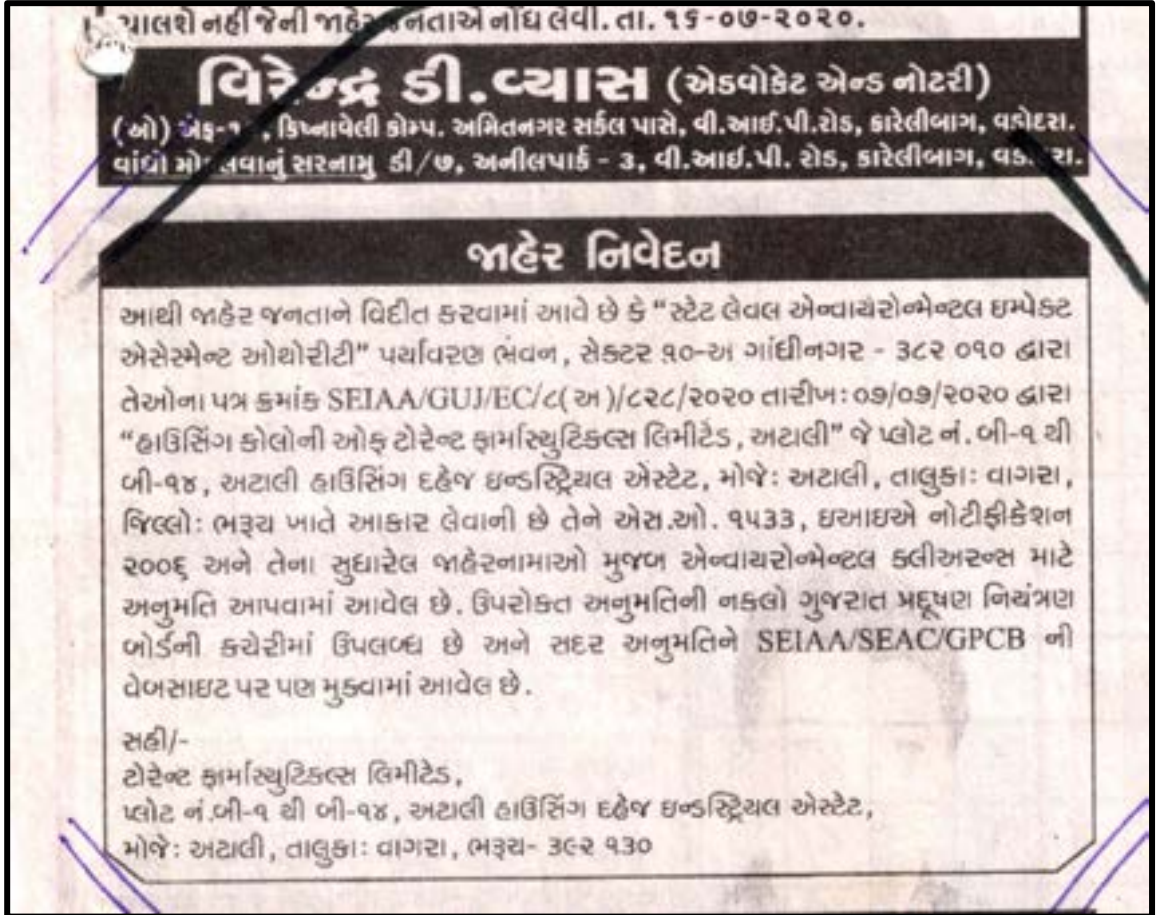 ચાલશે નહીં જેની જાહેર જનતાએ નોંધ લેવી. તા. ૧૬-૦૭-૨૦૨૦.
વિરેન્દ્ર ડી.વ્યાસ (એડવોકેટ એન્ડ નોટરી)
(ઓ) એફ-૧, ક્રિષ્નાવેલી કોમ્પ. અમિતનગર સર્કલ પાસે, વી.આઈ.પી.રોડ, કારેલીબાગ, વડોદરા.
વાંધો મોકલવાનું સરનામુ ડી/૭, અનીલપાર્ક - ૩, વી.આઈ.પી. રોડ, કારેલીબાગ, વડોદરા.
જાહેર નિવેદન
આથી જાહેર જનતાને વિદીત કરવામાં આવે છે કે “સ્ટેટ લેવલ એન્વાયરોન્મેન્ટલ ઇમ્પેક્ટ
એસેસ્મેન્ટ ઓથોરીટી” પર્યાવરણ ભવન, સેક્ટર ૧૦-અ ગાંધીનગર - ૩૮૨ ૦૧૦ દ્વારા
તેઓના પત્ર ક્રમાંક SEIAA/GUJ/EC/૮(અ)/૮૨૮/૨૦૨૦ તારીખ: ૦૭/૦૭/૨૦૨૦ દ્વારા
“હાઉસિંગ કોલોની ઓફ ટોરેન્ટ ફાર્માસ્યુટિકલ્સ લિમીટેડ, અટાલી” જે પ્લોટ નં. બી-૧ થી
બી-૧૪, અટાલી હાઉસિંગ દહેજ ઇન્ડસ્ટ્રિયલ એસ્ટેટ, મોજે: અટાલી, તાલુકા: વાગરા,
જિલ્લો: ભરૂચ ખાતે આકાર લેવાની છે તેને એસ.ઓ. ૧૫૩૩, ઇઆઇએ નોટીફીકેશન
૨૦૦૬ અને તેના સુધારેલ જાહેરનામાઓ મુજબ એન્વાયરોન્મેન્ટલ ક્લીઅરન્સ માટે
અનુમતિ આપવામાં આવેલ છે. ઉપરોક્ત અનુમતિની નકલો ગુજરાત પ્રદૂષણ નિયંત્રણ
બોર્ડની કચેરીમાં ઉપલબ્ધ છે અને સદર અનુમતિને SEIAA/SEAC/GPCB ની
વેબસાઇટ પર પણ મુકવામાં આવેલ છે.
સહી/-
ટોરેન્ટ ફાર્માસ્યુટિકલ્સ લિમીટેડ,
પ્લોટ નં.બી-૧ થી બી-૧૪, અટાલી હાઉસિંગ દહેજ ઇન્ડસ્ટ્રિયલ એસ્ટેટ,
મોજે: અટાલી, તાલુકા: વાગરા, ભરૂચ- ૩૯૨ ૧૩૦